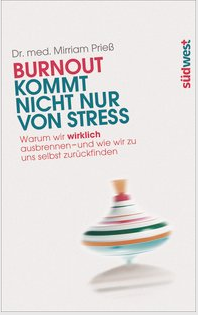 Dr. med. Mirriam Prieß
BURNOUT
KOMMT
NICHT NUR
VON STRESS
Warum wir wirklich
ausbrennen – und wie wir zu
uns selbst zurückfinden
südwest